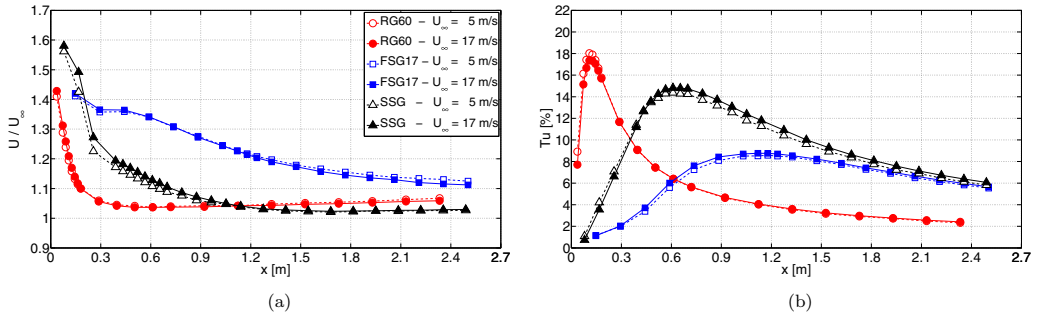 1.7
1.6
1.5
1.4
1.3
1.2
1.1
1
0.9
U / U∞
0 0.3 0.6 0.9 1.2 1.5 1.8 2.1 2.4 2.7
x [m]
RG60 – U∞ = 5 m/s
RG60 – U∞ = 17 m/s
FSG17 – U∞ = 5 m/s
FSG17 – U∞ = 17 m/s
SSG – U∞ = 5 m/s
SSG – U∞ = 17 m/s
(a)
22
20
18
16
14
12
10
8
6
4
2
0
Tu [%]
0 0.3 0.6 0.9 1.2 1.5 1.8 2.1 2.4 2.7
x [m]
(b)